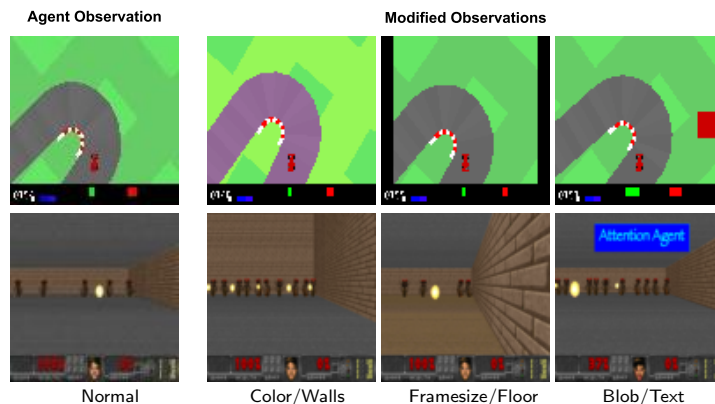 Agent Observation
Modified Observations
Attention Agent
Normal
Color/Walls
Framesize/Floor
Blob/Text